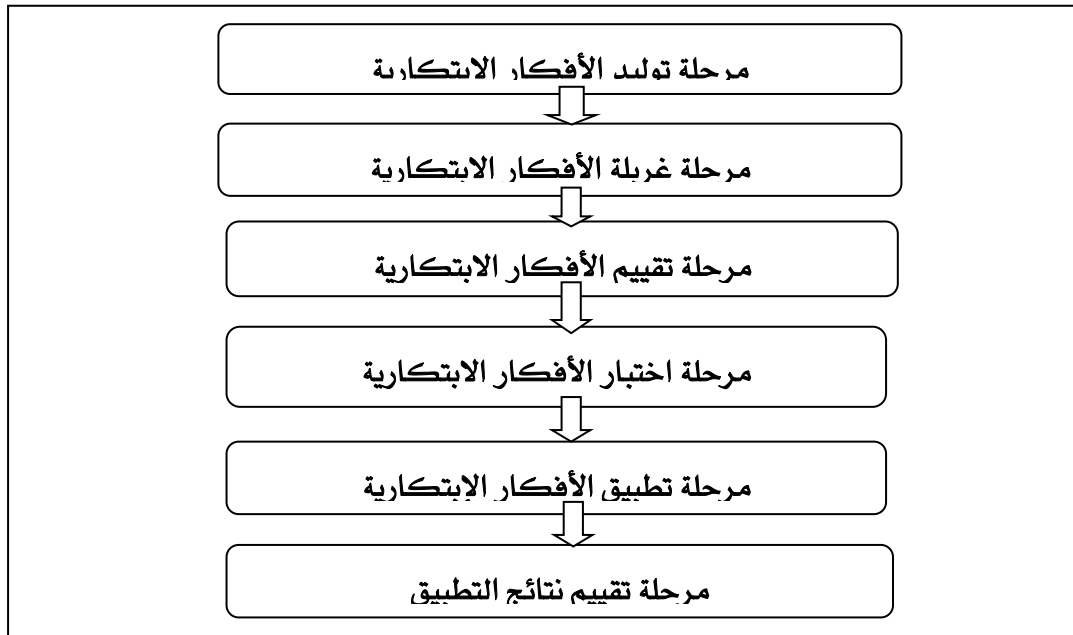 مرحلة توليد الأفكار الابتكارية
مرحلة غربلة الأفكار الابتكارية
مرحلة تقييم الأفكار الابتكارية
مرحلة اختبار الأفكار الابتكارية
مرحلة تطبيق الأفكار الإبتكارية
مرحلة تقييم نتائج التطبيق